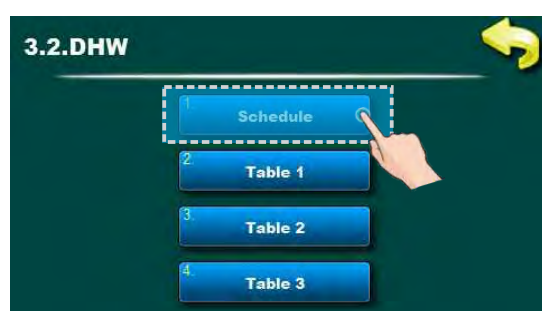 3.2.DHW
1.
Schedule
2.
Table 1
3.
Table 2
4.
Table 3